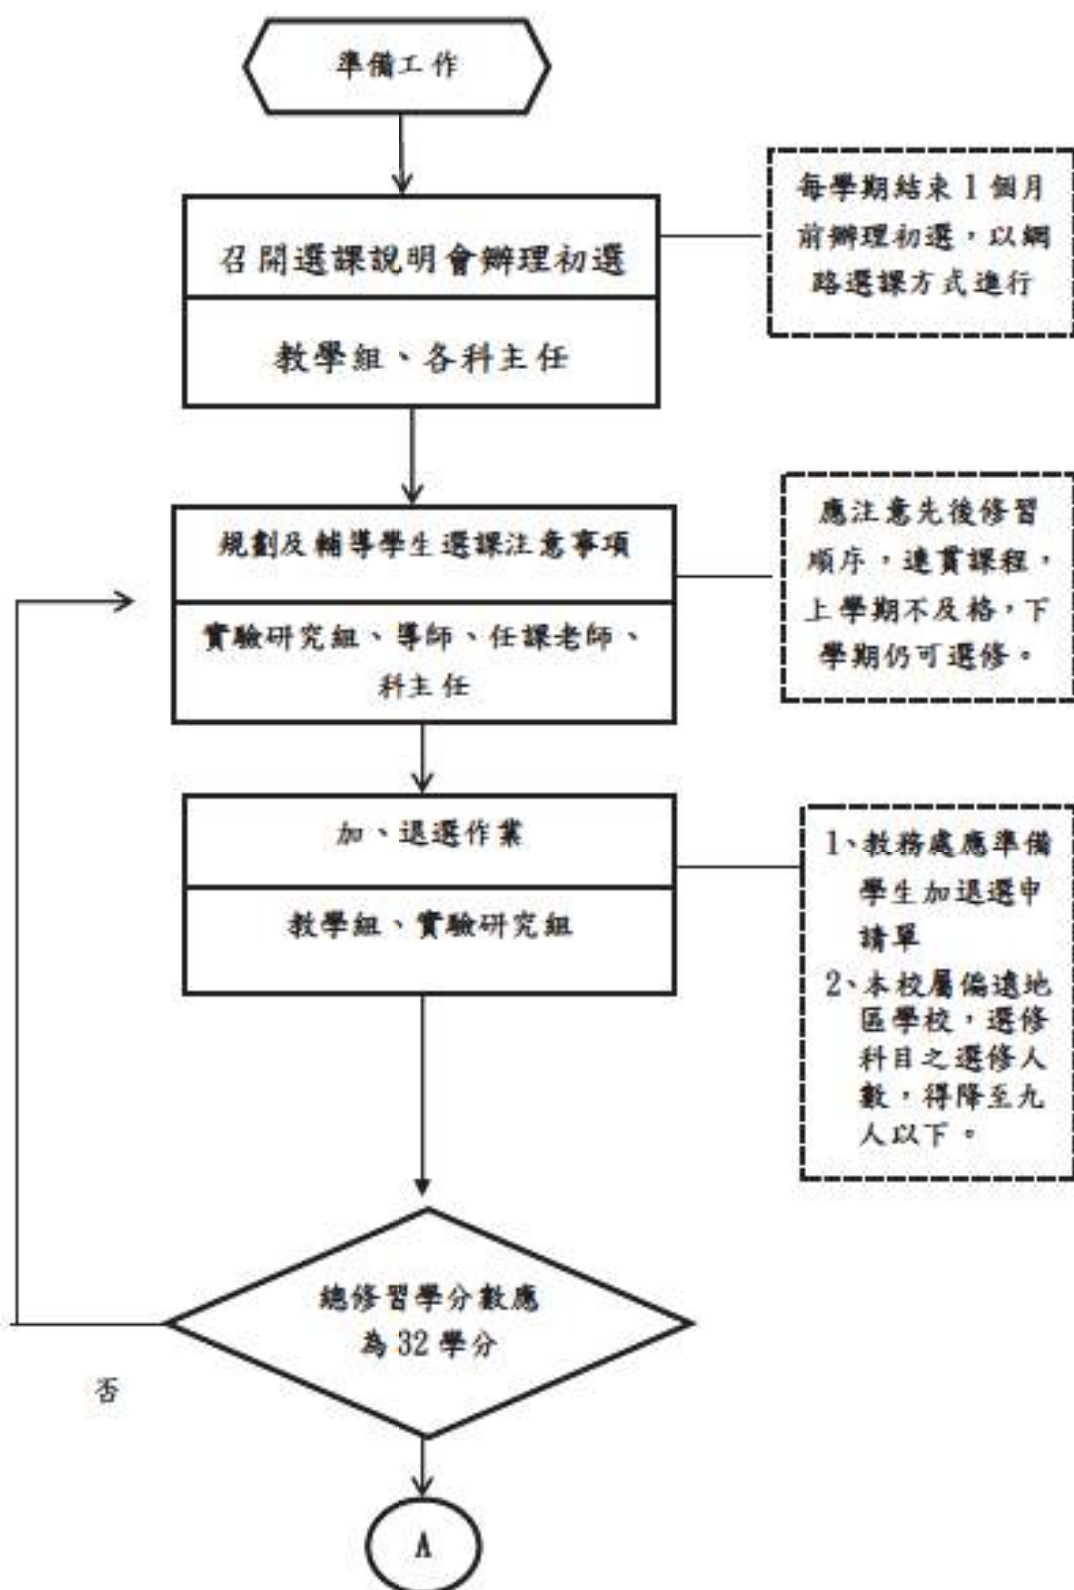 準備工作
召開選課說明會辦理初選
教學組、各科主任
每學期結束 1 個月
前辦理初選，以網
路選課方式進行
規劃及輔導學生選課注意事項
實驗研究組、導師、任課老師、
科主任
應注意先後修習
順序，連貫課程，
上學期不及格，下
學期仍可選修。
加、退選作業
教學組、實驗研究組
1、教務處應準備
學生加退選申
請單
2、本校屬偏遠地
區學校，選修
科目之選修人
數，得降至九
人以下。
總修習學分數應
為 32 學分
否
A